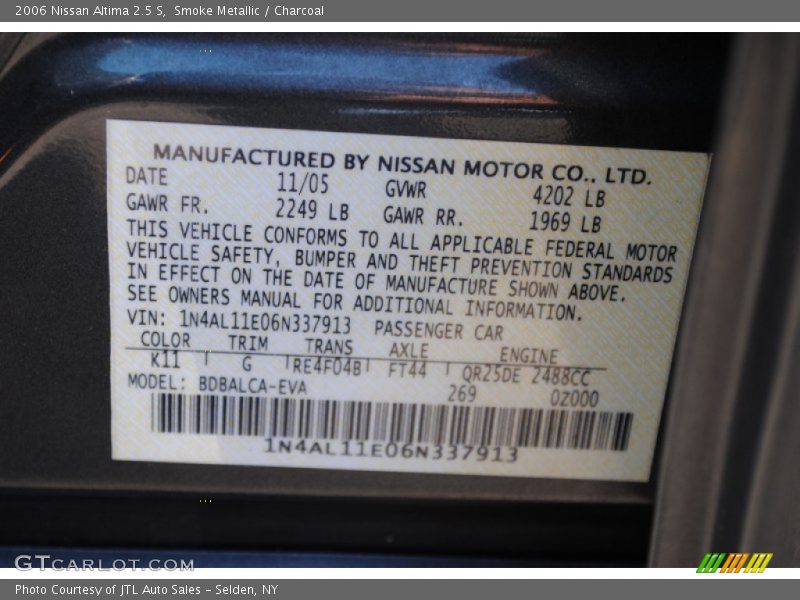 2006 Nissan Altima 2.5 S, Smoke Metallic / Charcoal
MANUFACTURED BY NISSAN MOTOR CO., LTD.
DATE 11/05 GVWR 4202 LB
GAWR FR. 2249 LB GAWR RR. 1969 LB
THIS VEHICLE CONFORMS TO ALL APPLICABLE FEDERAL MOTOR
VEHICLE SAFETY, BUMPER AND THEFT PREVENTION STANDARDS
IN EFFECT ON THE DATE OF MANUFACTURE SHOWN ABOVE.
SEE OWNERS MANUAL FOR ADDITIONAL INFORMATION.
VIN: 1N4AL11E06N337913 PASSENGER CAR
COLOR TRIM TRANS AXLE ENGINE
K11 G RE4F04B FT44 QR25DE 2488CC
MODEL: BDBALCA-EVA 269 0Z000
1N4AL11E06N337913
GTCARLOT.COM
Photo Courtesy of JTL Auto Sales – Selden, NY